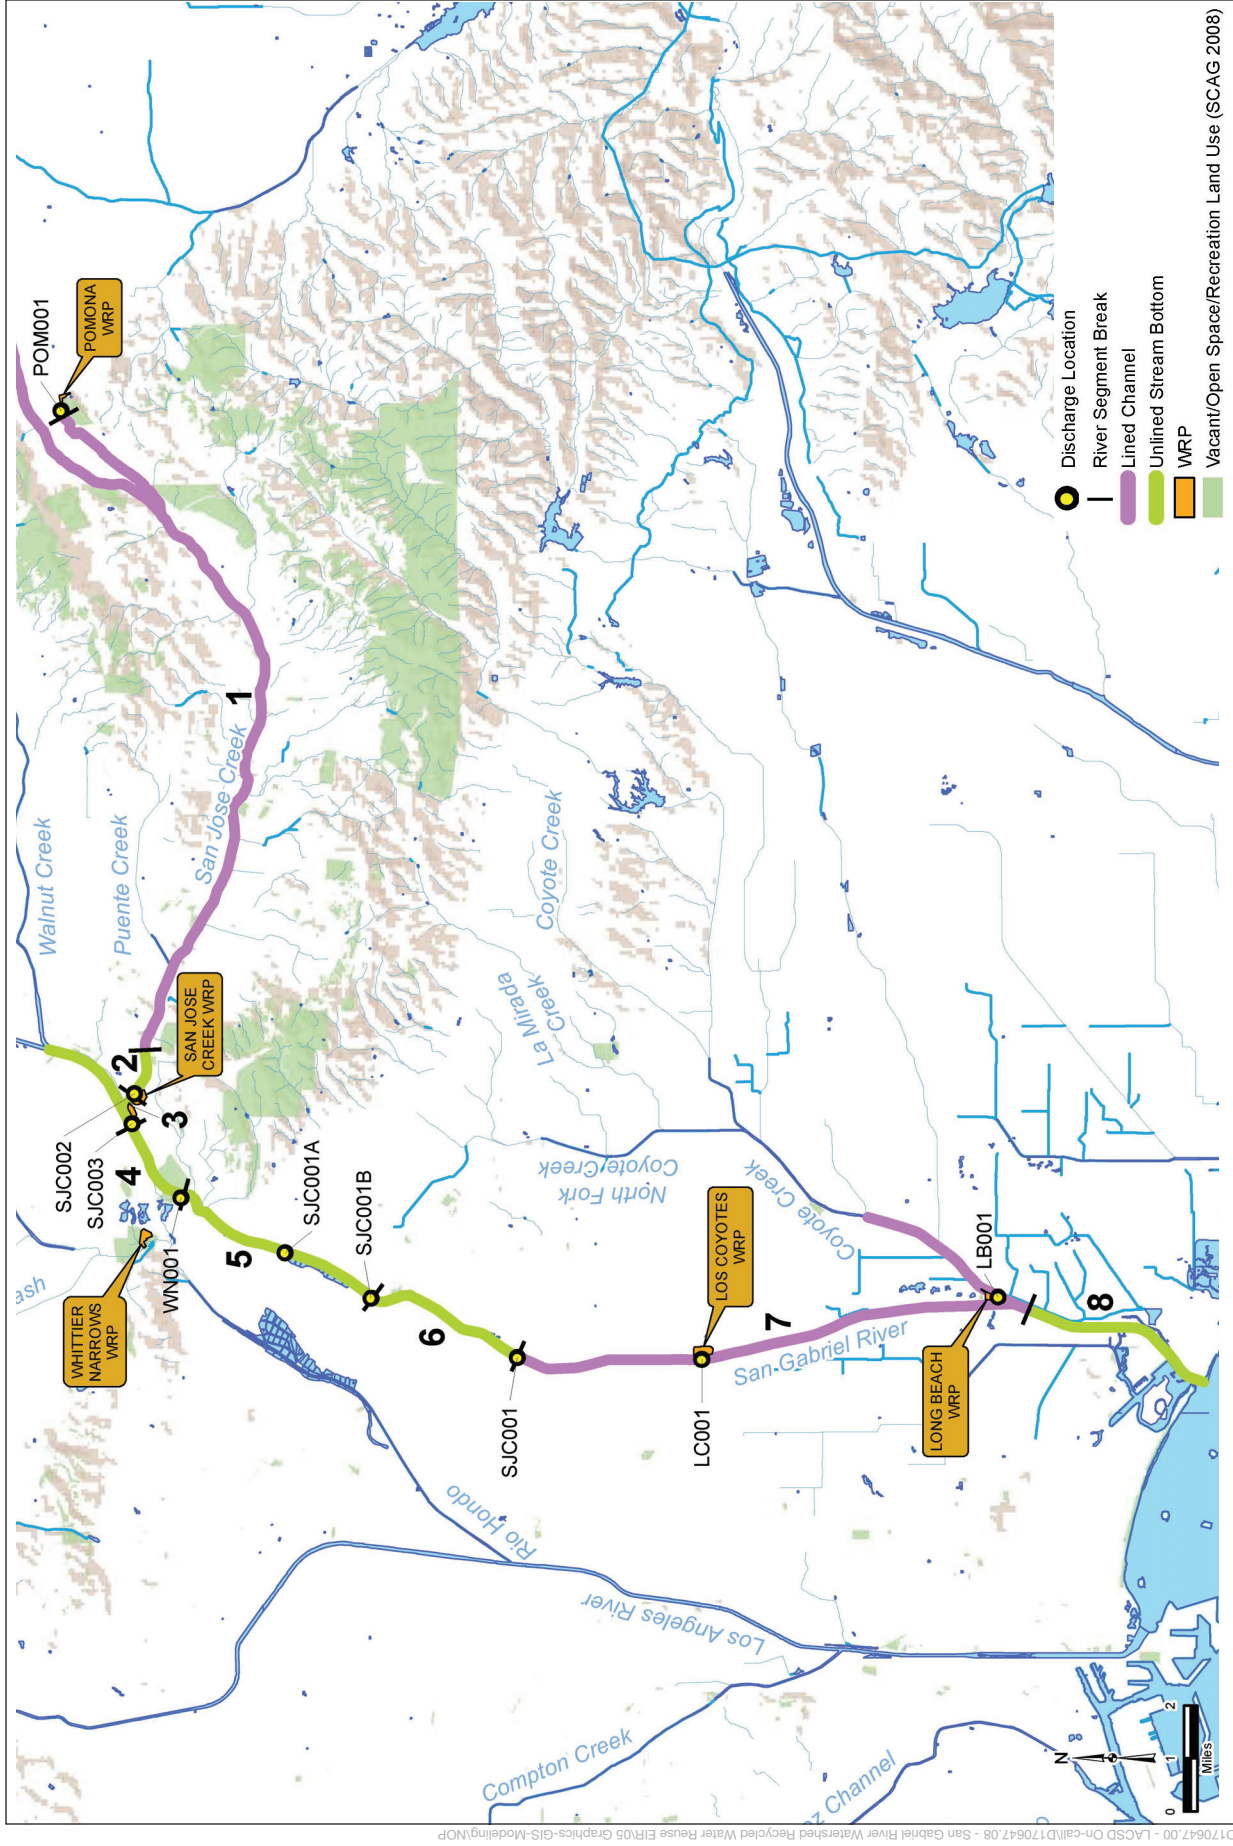 POM001
POMONA
WRP
Walnut Creek
Puente Creek
San Jose Creek
1
SAN JOSE
CREEK WRP
2
3
4
5
6
7
8
SJC002
SJC003
WHITTIER
NARROWS
WRP
WN001
SJC001A
SJC001B
SJC001
LC001
LOS COYOTES
WRP
LB001
LONG BEACH
WRP
ash
La Mirada
Creek
Coyote Creek
North Fork
Coyote Creek
Coyote Creek
San Gabriel River
Rio Hondo
Los Angeles River
Compton Creek
ez Channel
Discharge Location
River Segment Break
Lined Channel
Unlined Stream Bottom
WRP
Vacant/Open Space/Recreation Land Use (SCAG 2008)
N
0
1
2
Miles
D170647.00 - LACSD On-call\D170647.08 - San Gabriel River Watershed Recycled Water Reuse EIR\05 Graphics-GIS-Modeling\NOP